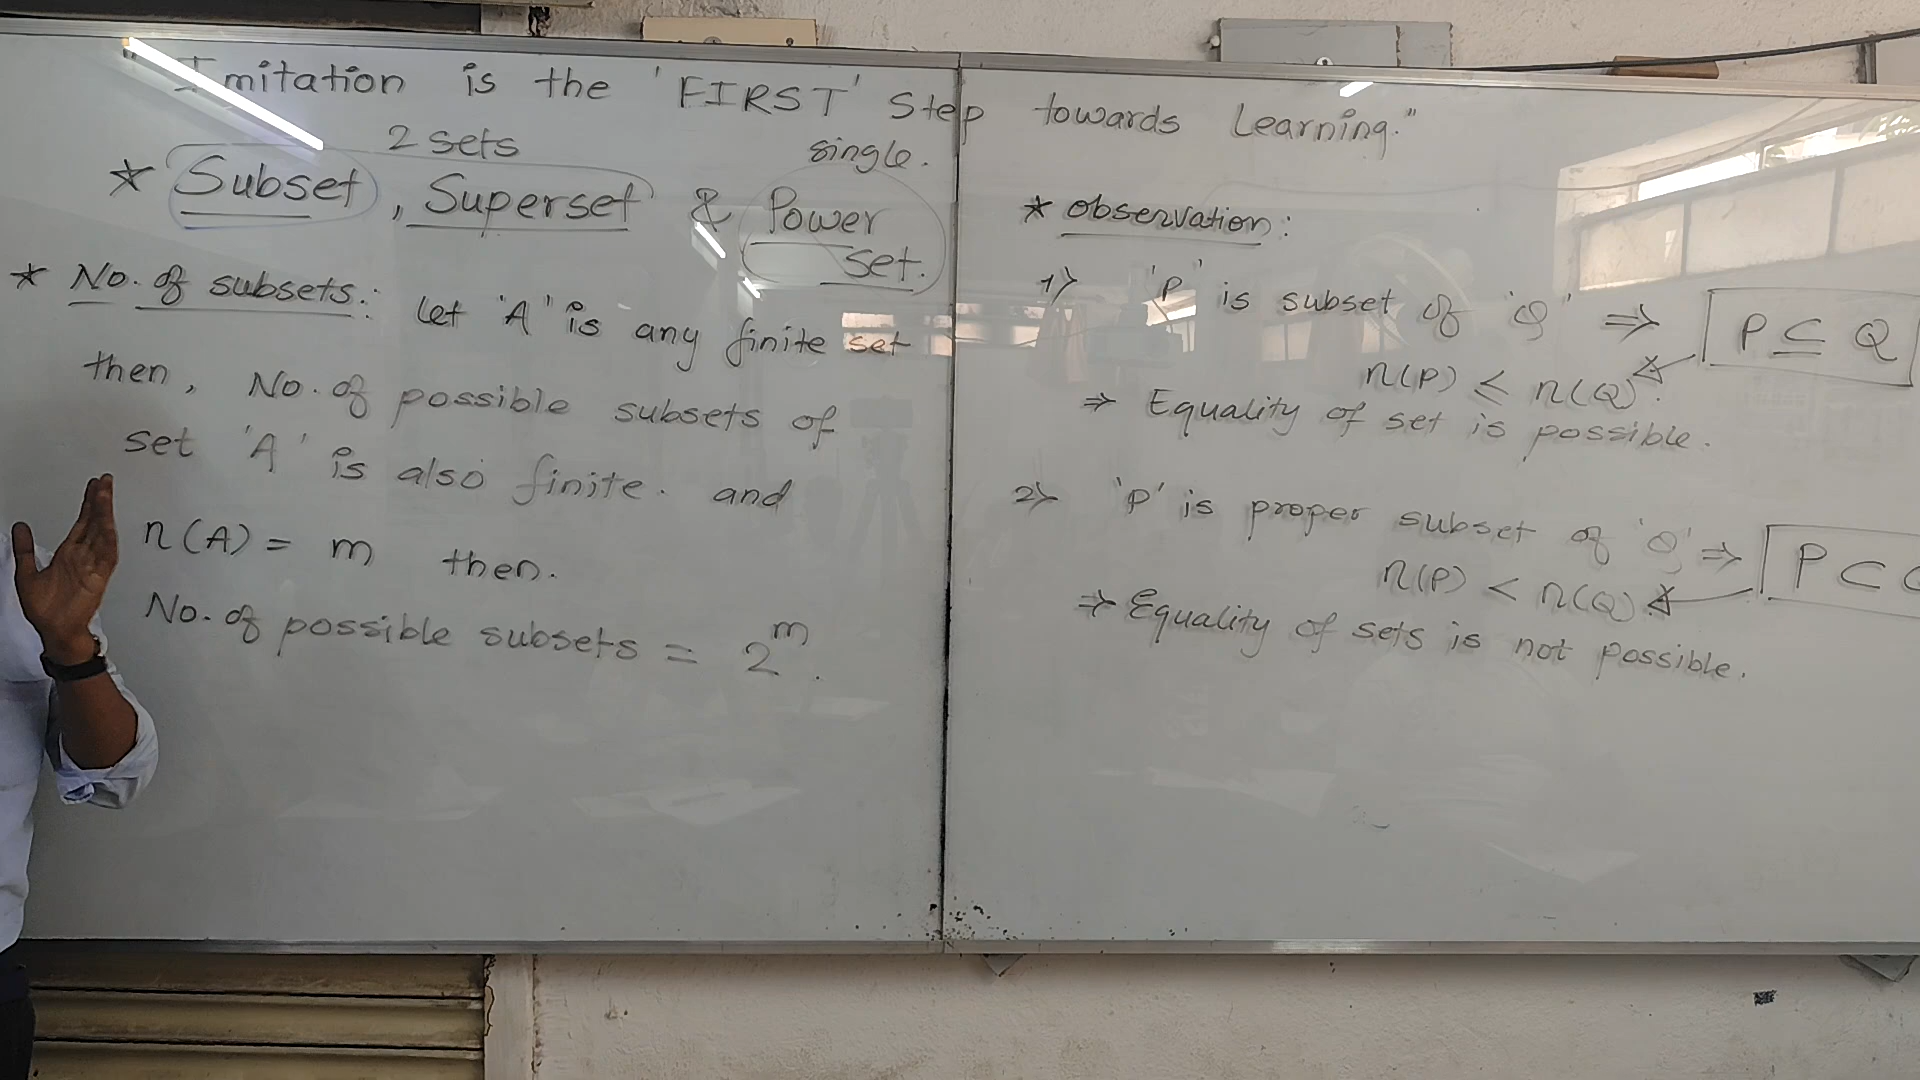 "Imitation is the 'FIRST' Step towards Learning."
2 sets single.
* Subset, Superset & Power set.
* No. of subsets: Let 'A' is any finite set
then, No. of possible subsets of
set 'A' is also finite. and
n(A) = m then.
No. of possible subsets = 2^m.
* Observation:
1> 'P' is subset of 'Q' ⇒ P ⊆ Q
n(P) ≤ n(Q).
⇒ Equality of set is possible.
2> 'P' is proper subset of 'Q' ⇒ P ⊂
n(P) < n(Q).
⇒ Equality of sets is not possible.